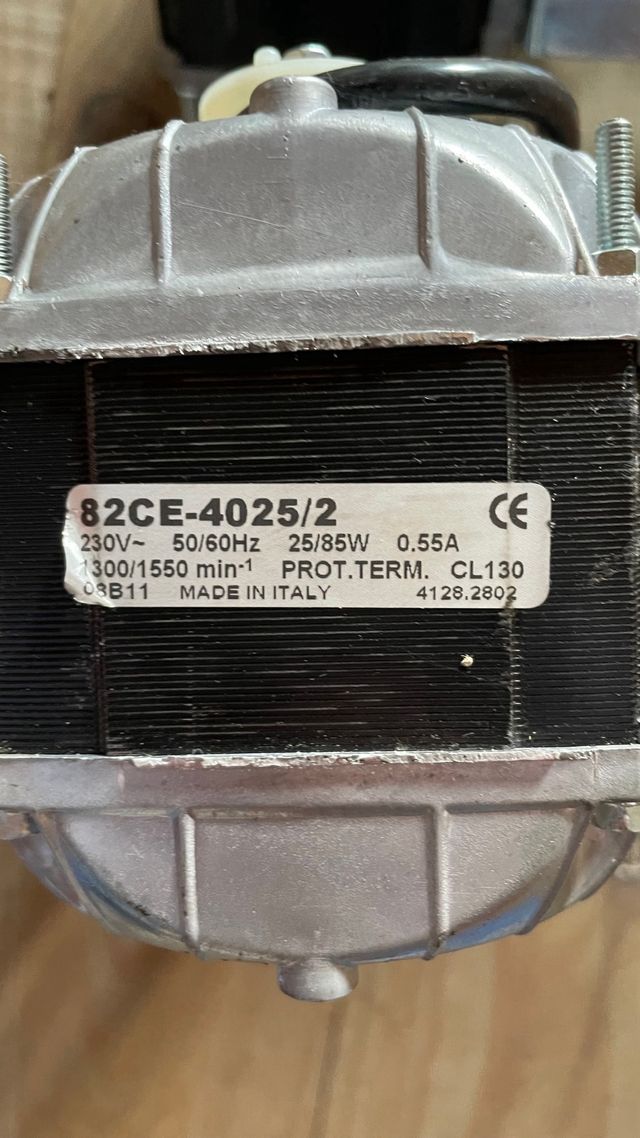 82CE-4025/2 CE
230V~ 50/60Hz 25/85W 0.55A
1300/1550 min-1 PROT.TERM. CL130
08B11 MADE IN ITALY 4128.2802